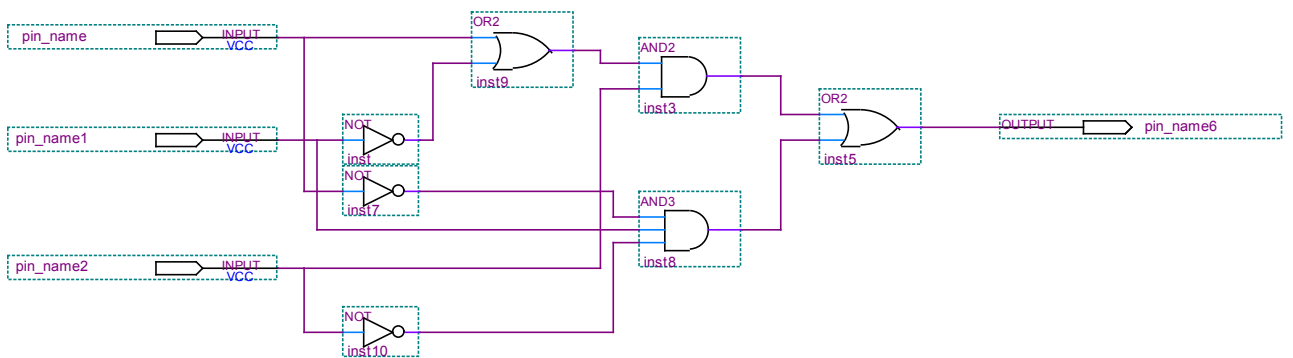 OR2
pin_name INPUT
VCC
AND2
inst9
OR2
inst3
NOT
pin_name1 INPUT
VCC
OUTPUT pin_name6
inst
inst5
NOT
AND3
inst7
pin_name2 INPUT
VCC
inst8
NOT
inst10